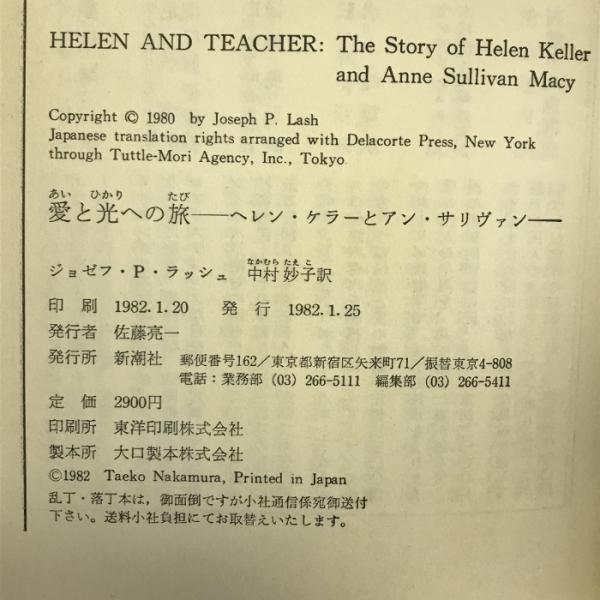 HELEN AND TEACHER: The Story of Helen Keller
and Anne Sullivan Macy
Copyright © 1980 by Joseph P. Lash
Japanese translation rights arranged with Delacorte Press, New York
through Tuttle-Mori Agency, Inc., Tokyo
あい ひかり たび
愛と光への旅――ヘレン・ケラーとアン・サリヴァン――
なかむら たえ こ
ジョゼフ・P・ラッシュ 中村妙子訳
印刷 1982.1.20 発行 1982.1.25
発行者 佐藤亮一
発行所 新潮社 郵便番号162／東京都新宿区矢来町71／振替東京4-808
電話：業務部（03）266-5111 編集部（03）266-5411
定価 2900円
印刷所 東洋印刷株式会社
製本所 大口製本株式会社
©1982 Taeko Nakamura, Printed in Japan
乱丁・落丁本は，御面倒ですが小社通信係宛御送付
下さい。送料小社負担にてお取替えいたします。